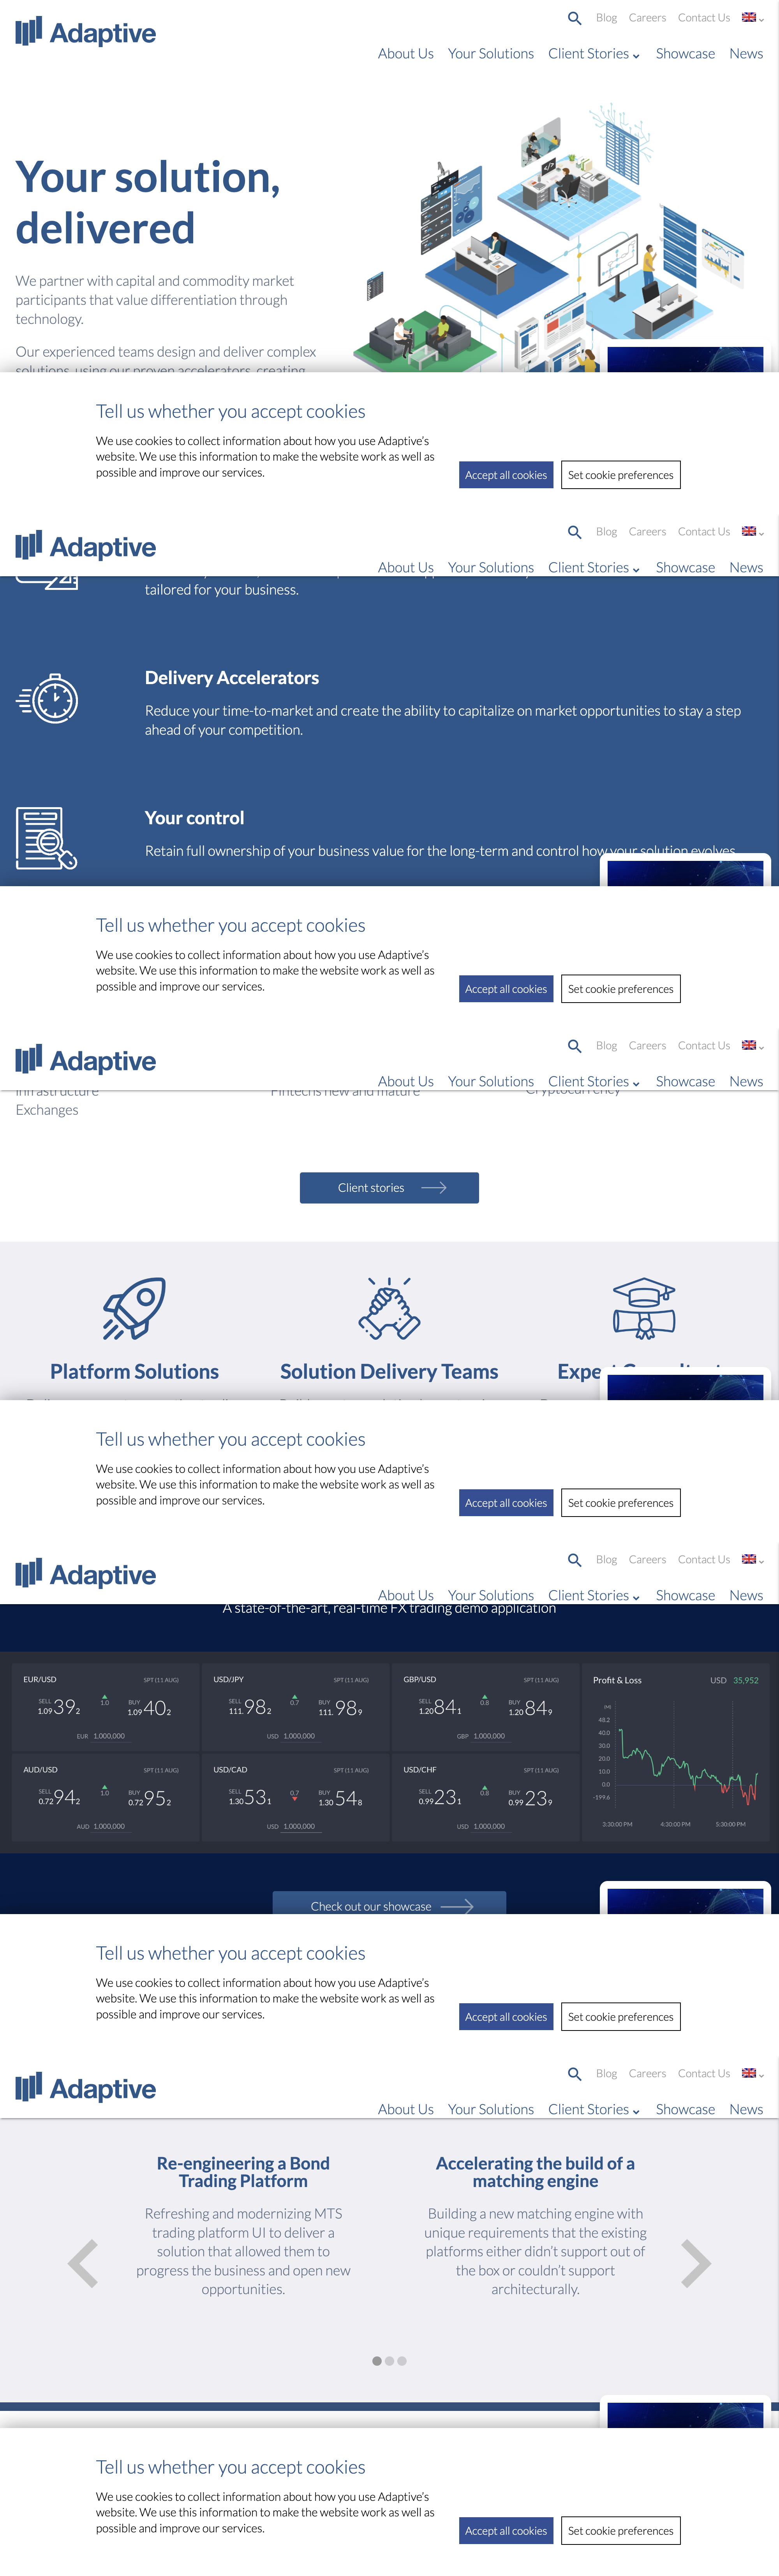 Adaptive
Blog Careers Contact Us
About Us Your Solutions Client Stories Showcase News
Your solution,
delivered
We partner with capital and commodity market
participants that value differentiation through
technology.
Our experienced teams design and deliver complex
solutions, using our proven accelerators, creating
Tell us whether you accept cookies
We use cookies to collect information about how you use Adaptive's
website. We use this information to make the website work as well as
possible and improve our services.
Accept all cookies Set cookie preferences
Adaptive
Blog Careers Contact Us
About Us Your Solutions Client Stories Showcase News
tailored for your business.
Delivery Accelerators
Reduce your time-to-market and create the ability to capitalize on market opportunities to stay a step
ahead of your competition.
Your control
Retain full ownership of your business value for the long-term and control how your solution evolves
Tell us whether you accept cookies
We use cookies to collect information about how you use Adaptive's
website. We use this information to make the website work as well as
possible and improve our services.
Accept all cookies Set cookie preferences
Adaptive
Blog Careers Contact Us
About Us Your Solutions Client Stories Showcase News
Infrastructure Fintechs new and mature Cryptocurrency
Exchanges
Client stories
Platform Solutions Solution Delivery Teams
Tell us whether you accept cookies
We use cookies to collect information about how you use Adaptive's
website. We use this information to make the website work as well as
possible and improve our services.
Accept all cookies Set cookie preferences
Adaptive
Blog Careers Contact Us
About Us Your Solutions Client Stories Showcase News
A state-of-the-art, real-time FX trading demo application
EUR/USD SPT (11 AUG)
SELL 1.09 39 2 1.0 BUY 1.09 40 2
EUR 1,000,000
USD/JPY SPT (11 AUG)
SELL 111. 98 2 0.7 BUY 111. 98 9
USD 1,000,000
GBP/USD SPT (11 AUG)
SELL 1.20 84 1 0.8 BUY 1.20 84 9
GBP 1,000,000
Profit & Loss USD 35,952
(M)
48.2
40.0
30.0
20.0
10.0
0.0
-199.6
3:30:00 PM 4:30:00 PM 5:30:00 PM
AUD/USD SPT (11 AUG)
SELL 0.72 94 2 1.0 BUY 0.72 95 2
AUD 1,000,000
USD/CAD SPT (11 AUG)
SELL 1.30 53 1 0.7 BUY 1.30 54 8
USD 1,000,000
USD/CHF SPT (11 AUG)
SELL 0.99 23 1 0.8 BUY 0.99 23 9
USD 1,000,000
Check out our showcase
Tell us whether you accept cookies
We use cookies to collect information about how you use Adaptive's
website. We use this information to make the website work as well as
possible and improve our services.
Accept all cookies Set cookie preferences
Adaptive
Blog Careers Contact Us
About Us Your Solutions Client Stories Showcase News
Re-engineering a Bond
Trading Platform
Refreshing and modernizing MTS
trading platform UI to deliver a
solution that allowed them to
progress the business and open new
opportunities.
Accelerating the build of a
matching engine
Building a new matching engine with
unique requirements that the existing
platforms either didn't support out of
the box or couldn't support
architecturally.
Tell us whether you accept cookies
We use cookies to collect information about how you use Adaptive's
website. We use this information to make the website work as well as
possible and improve our services.
Accept all cookies Set cookie preferences